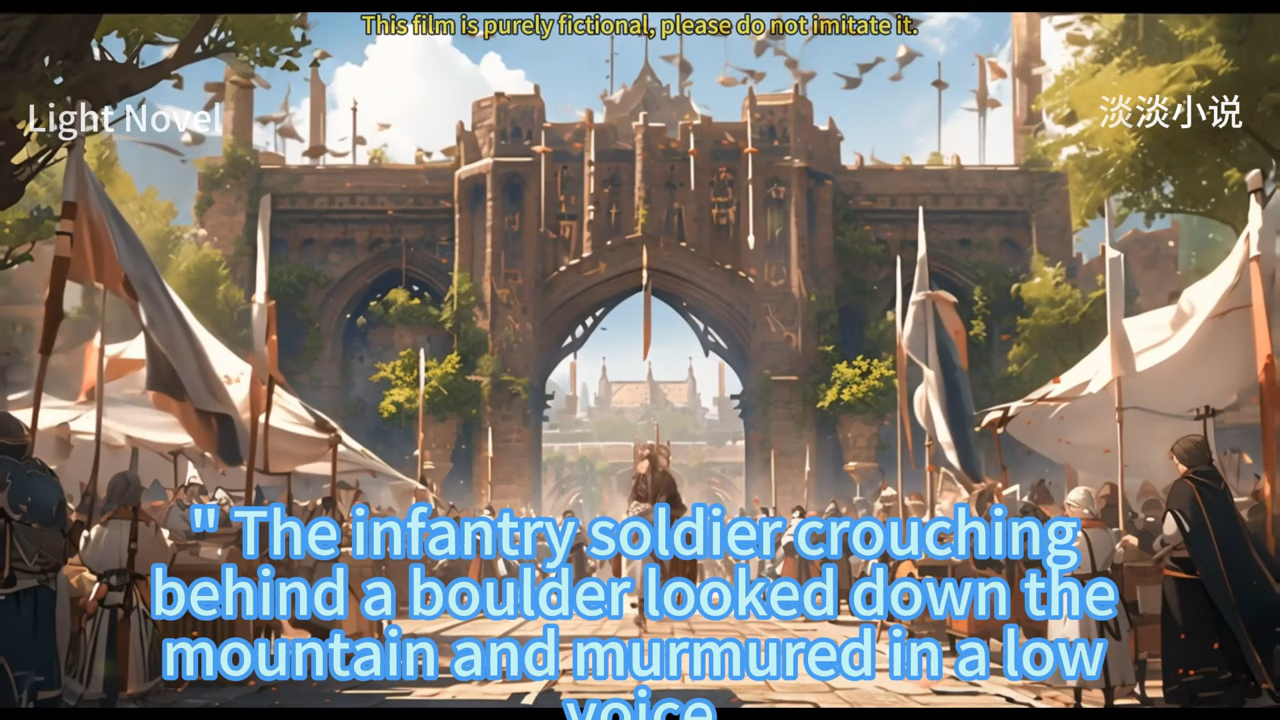 This film is purely fictional, please do not imitate it.
Light Novel
淡淡小说
" The infantry soldier crouching
behind a boulder looked down the
mountain and murmured in a low
voice